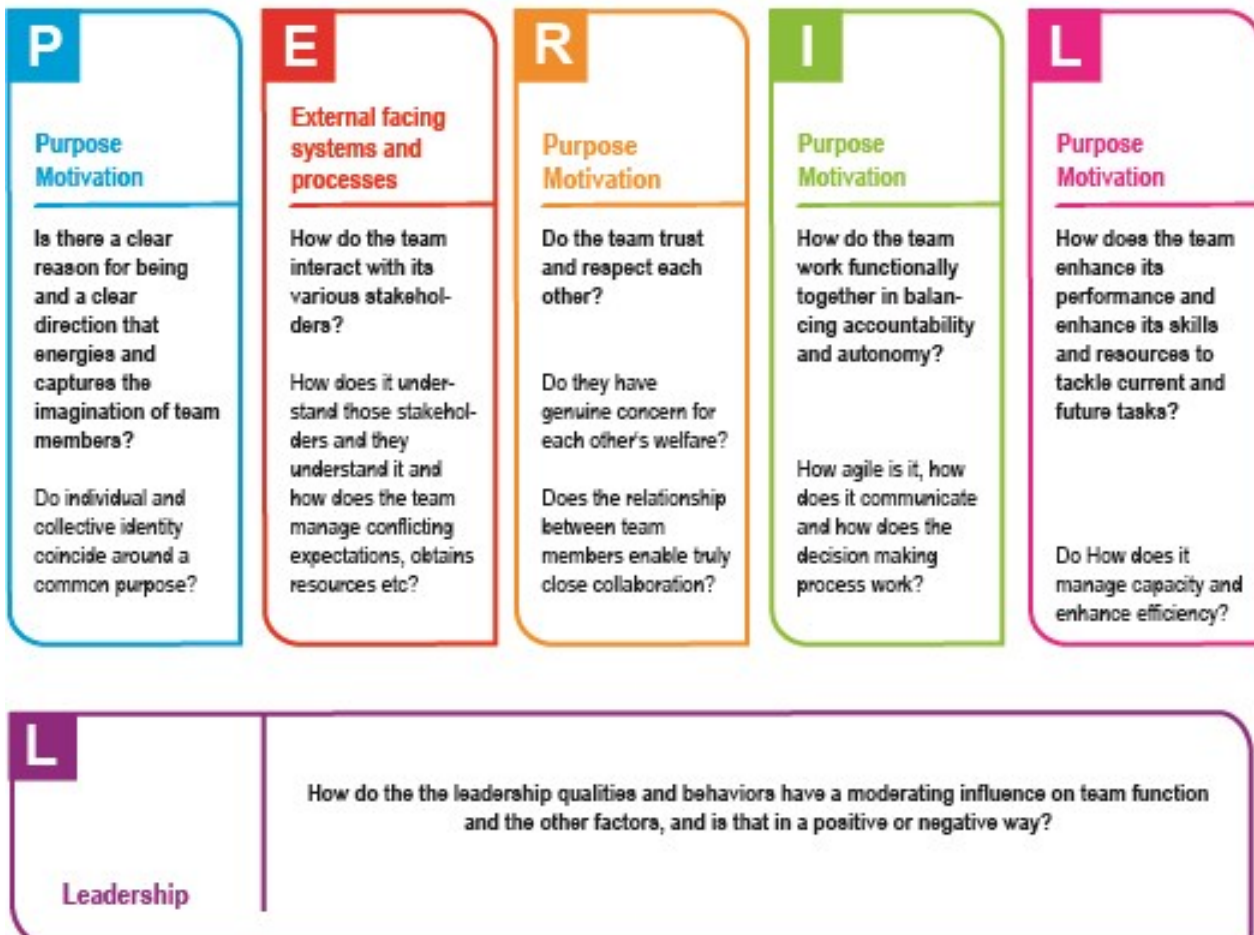 P
Purpose
Motivation
Is there a clear
reason for being
and a clear
direction that
energies and
captures the
imagination of team
members?
Do individual and
collective identity
coincide around a
common purpose?
E
External facing
systems and
processes
How do the team
interact with its
various stakehol-
ders?
How does it under-
stand those stakehol-
ders and they
understand it and
how does the team
manage conflicting
expectations, obtains
resources etc?
R
Purpose
Motivation
Do the team trust
and respect each
other?
Do they have
genuine concern for
each other's welfare?
Does the relationship
between team
members enable truly
close collaboration?
I
Purpose
Motivation
How do the team
work functionally
together in balan-
cing accountability
and autonomy?
How agile is it, how
does it communicate
and how does the
decision making
process work?
L
Purpose
Motivation
How does the team
enhance its
performance and
enhance its skills
and resources to
tackle current and
future tasks?
Do How does it
manage capacity and
enhance efficiency?
L
Leadership
How do the the leadership qualities and behaviors have a moderating influence on team function
and the other factors, and is that in a positive or negative way?